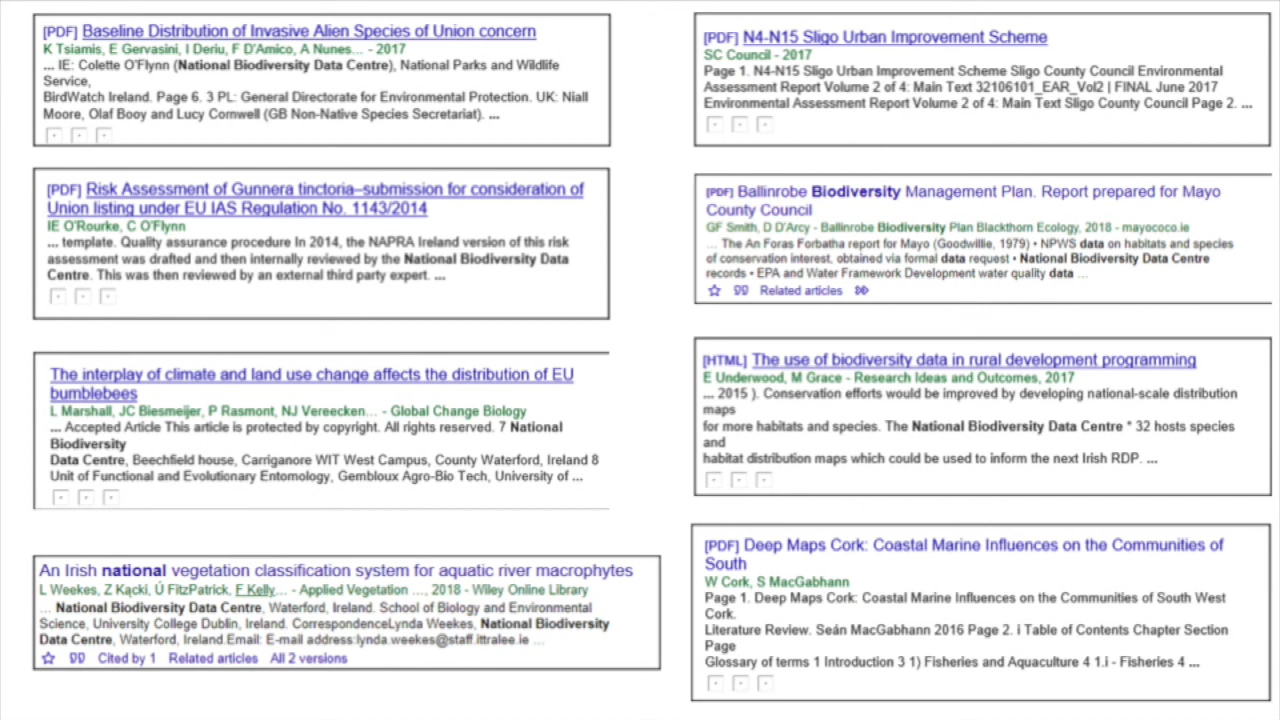 [PDF] Baseline Distribution of Invasive Alien Species of Union concern
K Tsiamis, E Gervasini, I Deriu, F D'Amico, A Nunes... - 2017
... IE: Colette O'Flynn (National Biodiversity Data Centre), National Parks and Wildlife
Service,
BirdWatch Ireland. Page 6. 3 PL: General Directorate for Environmental Protection. UK: Niall
Moore, Olaf Booy and Lucy Cornwell (GB Non-Native Species Secretariat). ...
[PDF] Risk Assessment of Gunnera tinctoria–submission for consideration of
Union listing under EU IAS Regulation No. 1143/2014
IE O'Rourke, C O'Flynn
... template. Quality assurance procedure In 2014, the NAPRA Ireland version of this risk
assessment was drafted and then internally reviewed by the National Biodiversity Data
Centre. This was then reviewed by an external third party expert. ...
The interplay of climate and land use change affects the distribution of EU
bumblebees
L Marshall, JC Biesmeijer, P Rasmont, NJ Vereecken... - Global Change Biology
... Accepted Article This article is protected by copyright. All rights reserved. 7 National
Biodiversity
Data Centre, Beechfield house, Carriganore WIT West Campus, County Waterford, Ireland 8
Unit of Functional and Evolutionary Entomology, Gembloux Agro-Bio Tech, University of ...
An Irish national vegetation classification system for aquatic river macrophytes
L Weekes, Z Kącki, Ú FitzPatrick, F Kelly... - Applied Vegetation ..., 2018 - Wiley Online Library
... National Biodiversity Data Centre, Waterford, Ireland. School of Biology and Environmental
Science, University College Dublin, Ireland. CorrespondenceLynda Weekes, National Biodiversity
Data Centre, Waterford, Ireland.Email: E-mail address:lynda.weekes@staff.ittralee.ie ...
Cited by 1 Related articles All 2 versions
[PDF] N4-N15 Sligo Urban Improvement Scheme
SC Council - 2017
Page 1. N4-N15 Sligo Urban Improvement Scheme Sligo County Council Environmental
Assessment Report Volume 2 of 4: Main Text 32106101_EAR_Vol2 | FINAL June 2017
Environmental Assessment Report Volume 2 of 4: Main Text Sligo County Council Page 2. ...
[PDF] Ballinrobe Biodiversity Management Plan. Report prepared for Mayo
County Council
GF Smith, D D'Arcy - Ballinrobe Biodiversity Plan Blackthorn Ecology, 2018 - mayococo.ie
... The An Foras Forbatha report for Mayo (Goodwillie, 1979) • NPWS data on habitats and species
of conservation interest, obtained via formal data request • National Biodiversity Data Centre
records • EPA and Water Framework Development water quality data ...
Related articles
[HTML] The use of biodiversity data in rural development programming
E Underwood, M Grace - Research Ideas and Outcomes, 2017
... 2015 ). Conservation efforts would be improved by developing national-scale distribution
maps
for more habitats and species. The National Biodiversity Data Centre * 32 hosts species
and
habitat distribution maps which could be used to inform the next Irish RDP. ...
[PDF] Deep Maps Cork: Coastal Marine Influences on the Communities of
South
W Cork, S MacGabhann
Page 1. Deep Maps Cork: Coastal Marine Influences on the Communities of South West
Cork.
Literature Review. Seán MacGabhann 2016 Page 2. i Table of Contents Chapter Section
Page
Glossary of terms 1 Introduction 3 1) Fisheries and Aquaculture 4 1.i - Fisheries 4 ...